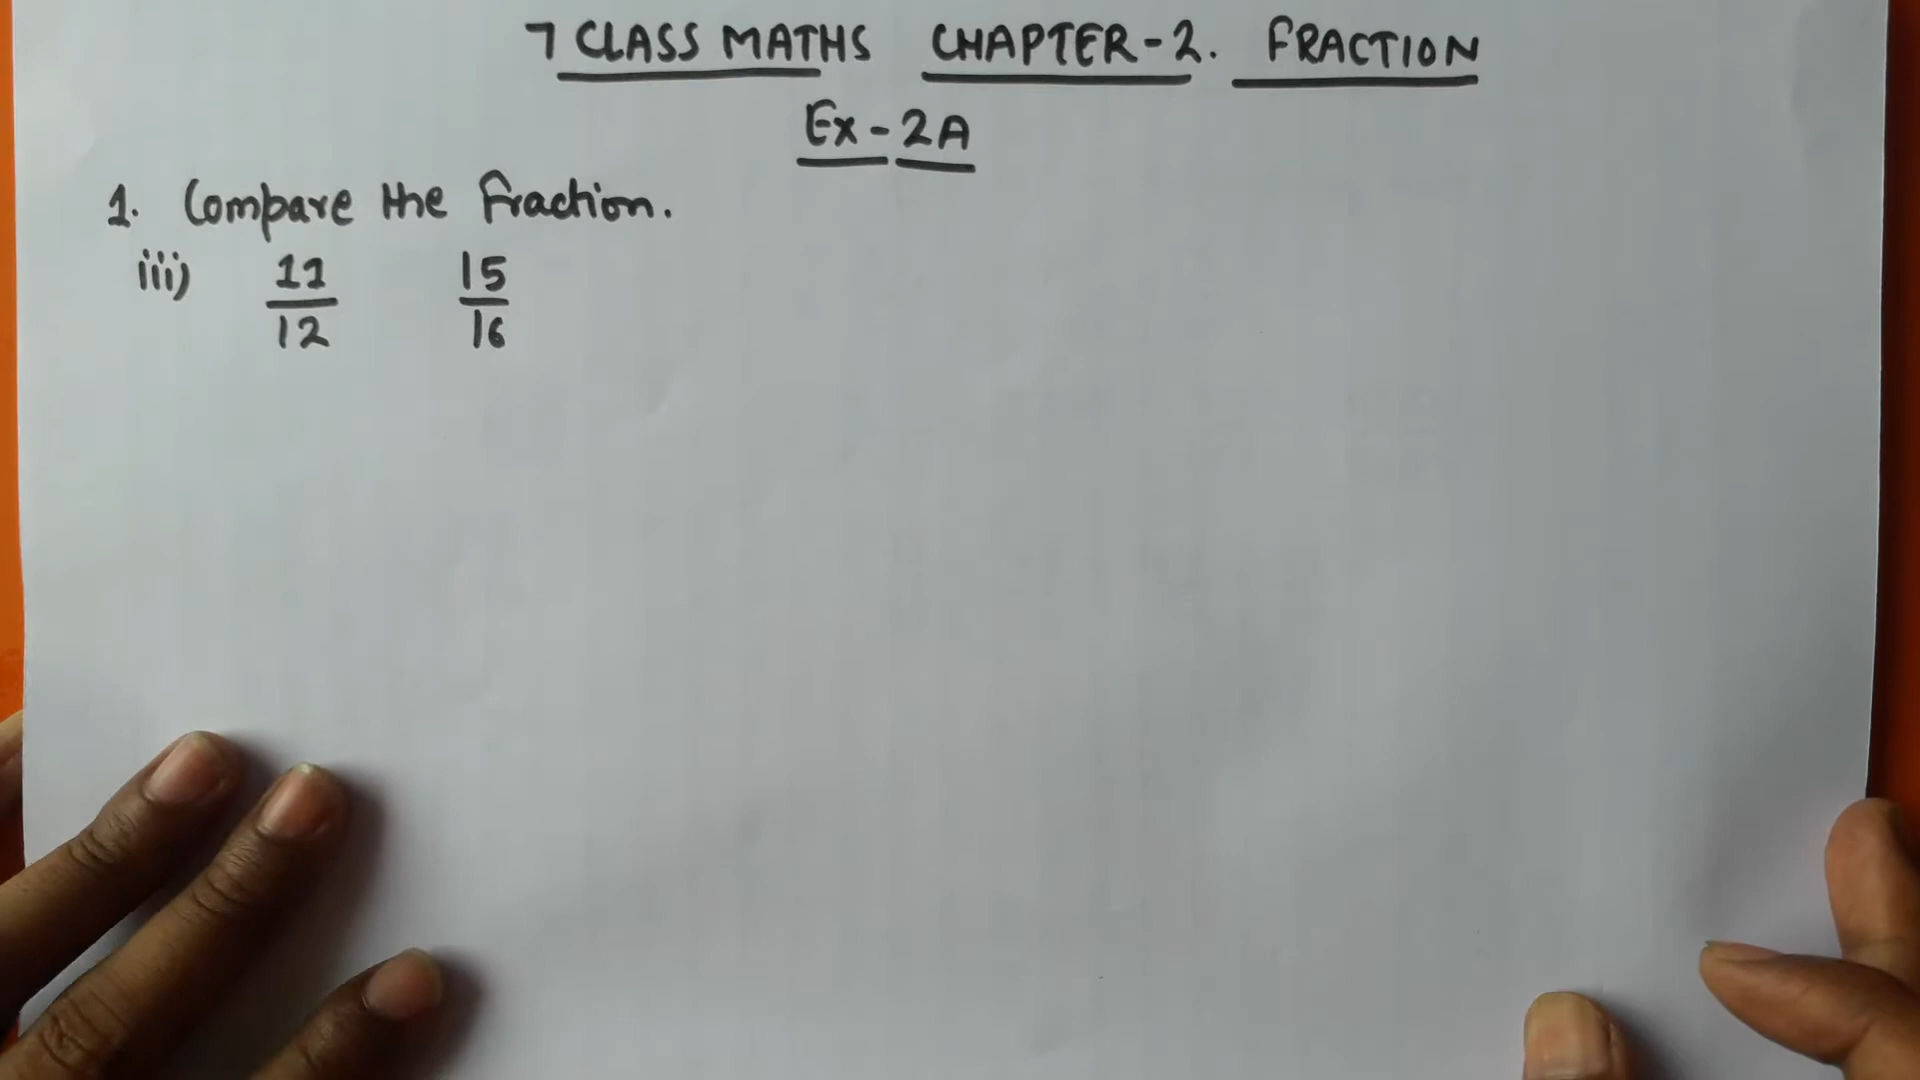 7 CLASS MATHS CHAPTER-2. FRACTION
Ex-2A
1. Compare the Fraction.
iii) 11/12 15/16